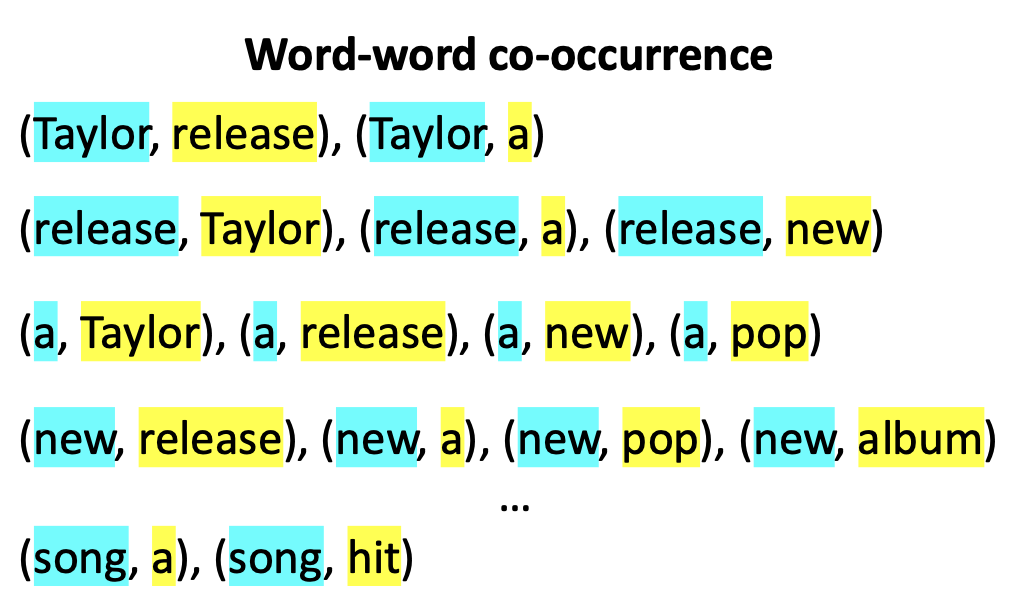 Word-word co-occurrence
(Taylor, release), (Taylor, a)
(release, Taylor), (release, a), (release, new)
(a, Taylor), (a, release), (a, new), (a, pop)
(new, release), (new, a), (new, pop), (new, album)
...
(song, a), (song, hit)